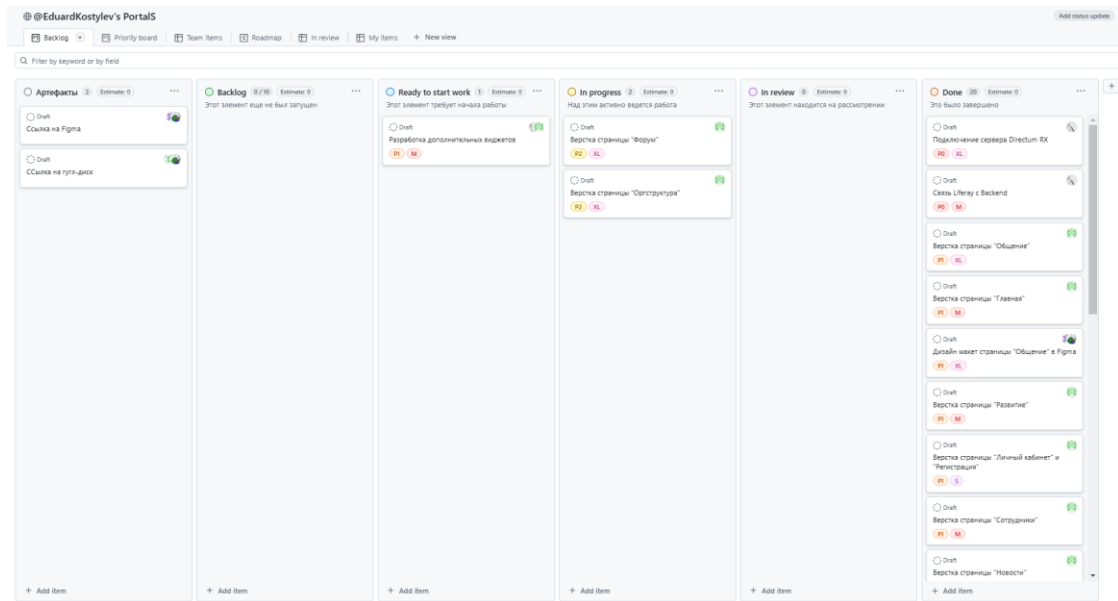 @EduardKostylev's PortalS
Add status update
Backlog
Priority board
Team items
Roadmap
In review
My items
+ New view
Filter by keyword or by field
Артефакты 2 Estimate: 0
Draft
Ссылка на Figma
Draft
ССылка на гугл-диск
+ Add item
Backlog 0 / 10 Estimate: 0
Этот элемент еще не был запущен
+ Add item
Ready to start work 1 Estimate: 0
Этот элемент требует начала работы
Draft
Разработка дополнительных виджетов
P1 M
+ Add item
In progress 2 Estimate: 0
Над этим активно ведется работа
Draft
Верстка страницы "Форум"
P2 XL
Draft
Верстка страницы "Оргструктура"
P2 XL
+ Add item
In review 0 Estimate: 0
Этот элемент находится на рассмотрении
+ Add item
Done 20 Estimate: 0
Это было завершено
Draft
Подключение сервера Directum RX
P0 XL
Draft
Связь Liferay с Backend
P0 M
Draft
Верстка страницы "Общение"
P1 XL
Draft
Верстка страницы "Главная"
P1 M
Draft
Дизайн макет страницы "Общение" в Figma
P1 XL
Draft
Верстка страницы "Развитие"
P1 M
Draft
Верстка страницы "Личный кабинет" и
"Регистрация"
P1 S
Draft
Верстка страницы "Сотрудники"
P1 M
Draft
Верстка страницы "Новости"
+ Add item